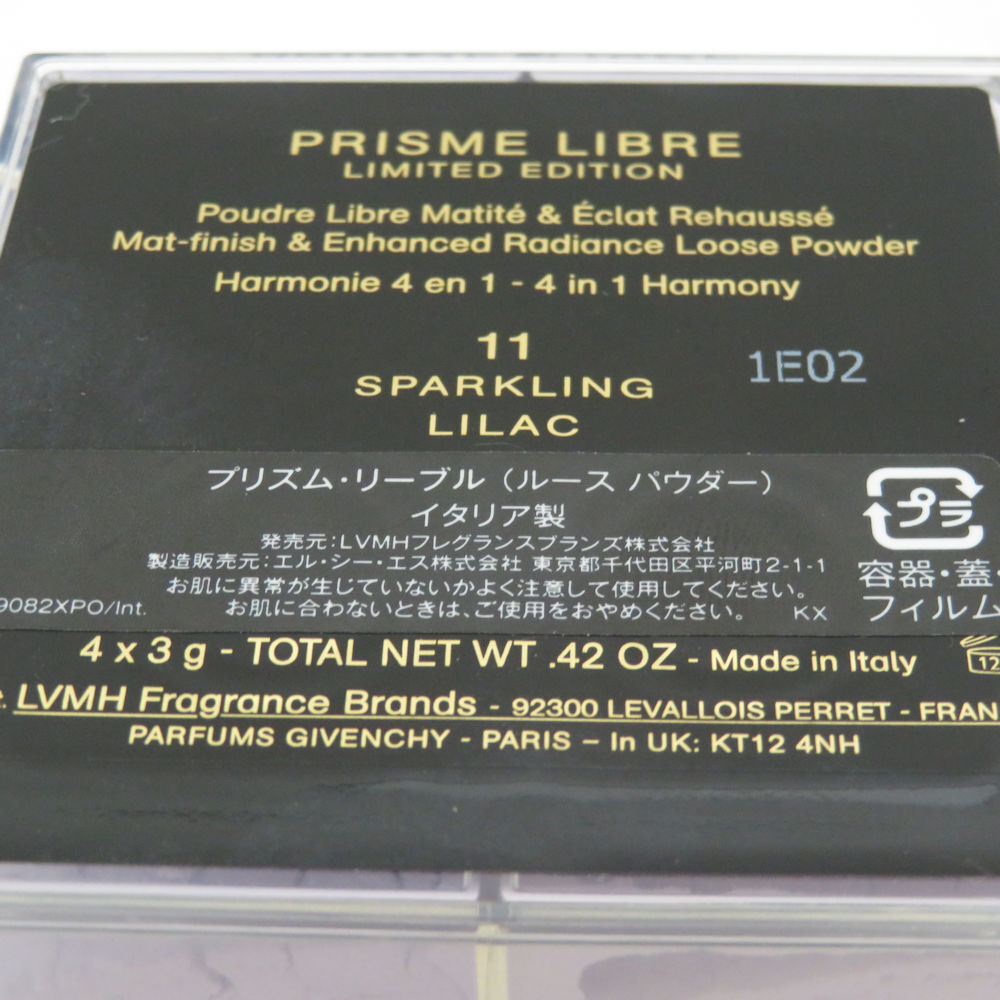 PRISME LIBRE
LIMITED EDITION
Poudre Libre Matité & Éclat Rehaussé
Mat-finish & Enhanced Radiance Loose Powder
Harmonie 4 en 1 - 4 in 1 Harmony
11
SPARKLING
LILAC
1E02
プリズム・リーブル（ルース パウダー）
イタリア製
発売元：LVMHフレグランスブランズ株式会社
製造販売元：エル・シー・エス株式会社 東京都千代田区平河町2-1-1
お肌に異常が生じていないかよく注意して使用してください。
お肌に合わないときは、ご使用をおやめください。 KX
9082XPO/Int.
プラ
容器・蓋・
フィルム
4 x 3 g - TOTAL NET WT .42 OZ - Made in Italy
12
LVMH Fragrance Brands - 92300 LEVALLOIS PERRET - FRAN
PARFUMS GIVENCHY - PARIS – In UK: KT12 4NH